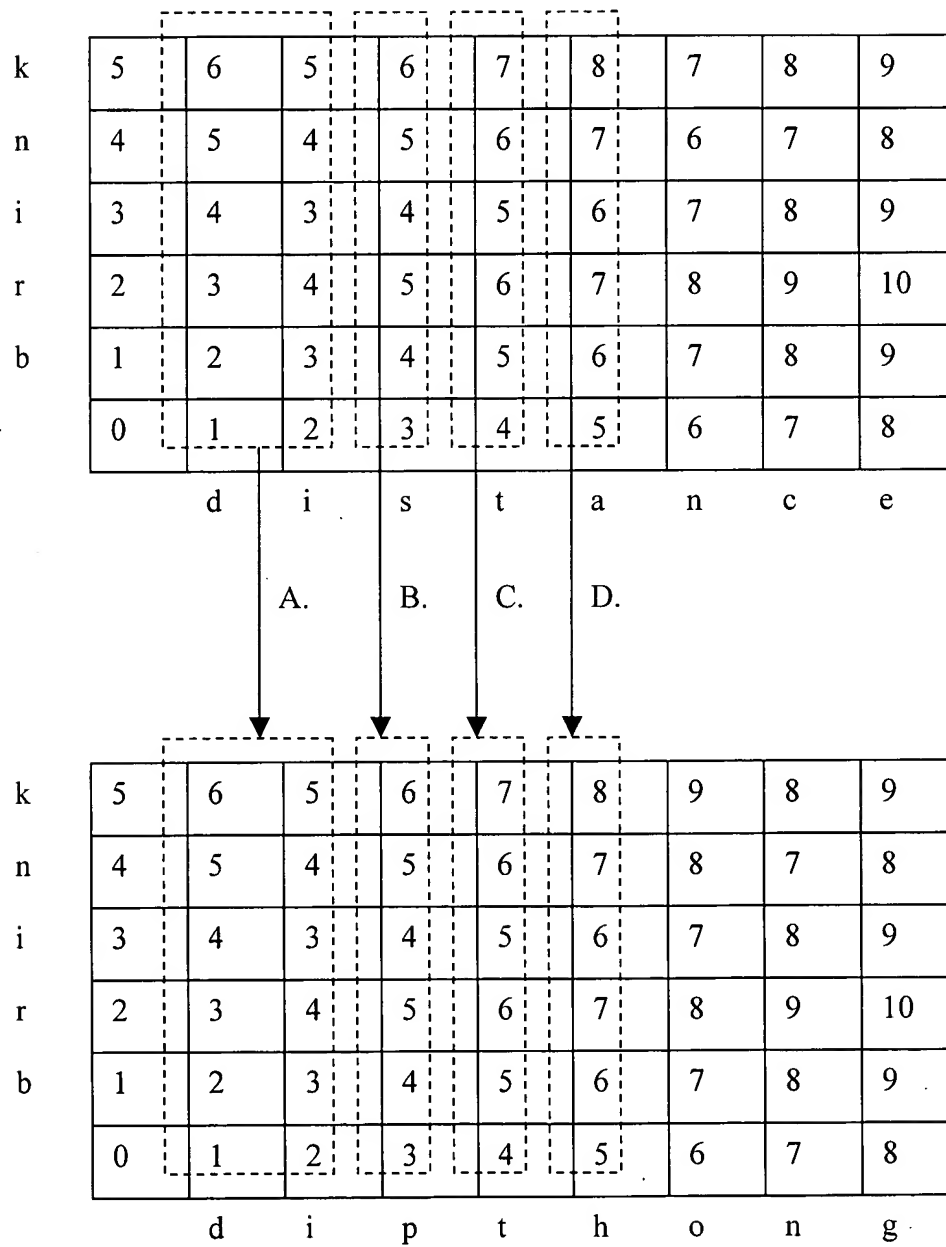 k 5 6 5 6 7 8 7 8 9
n 4 5 4 5 6 7 6 7 8
i 3 4 3 4 5 6 7 8 9
r 2 3 4 5 6 7 8 9 10
b 1 2 3 4 5 6 7 8 9
0 1 2 3 4 5 6 7 8
d i s t a n c e
A. B. C. D.
k 5 6 5 6 7 8 9 8 9
n 4 5 4 5 6 7 8 7 8
i 3 4 3 4 5 6 7 8 9
r 2 3 4 5 6 7 8 9 10
b 1 2 3 4 5 6 7 8 9
0 1 2 3 4 5 6 7 8
d i p t h o n g